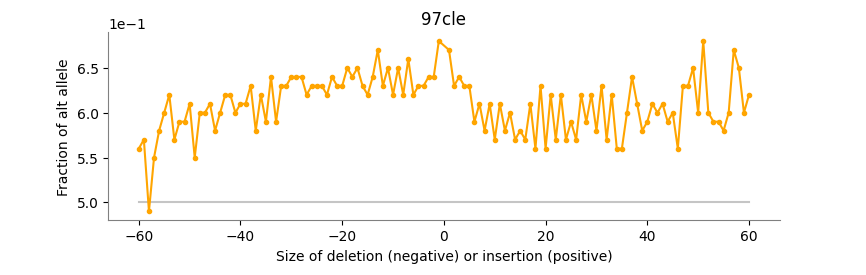 97cle
1e−1
Fraction of alt allele
6.5
6.0
5.5
5.0
−60 −40 −20 0 20 40 60
Size of deletion (negative) or insertion (positive)